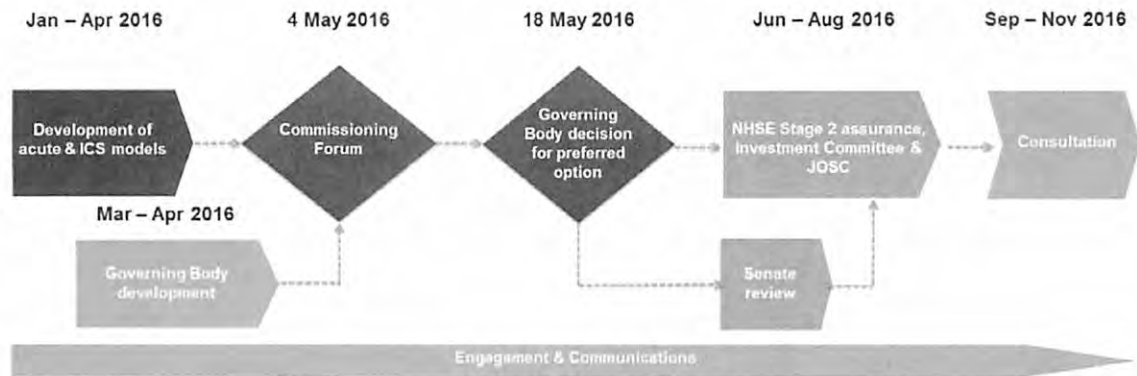 Jan – Apr 2016
4 May 2016
18 May 2016
Jun – Aug 2016
Sep – Nov 2016
Development of
acute & ICS models
Commissioning
Forum
Governing
Body decision
for preferred
option
NHSE Stage 2 assurance,
Investment Committee &
JOSC
Consultation
Mar – Apr 2016
Governing Body
development
Senate
review
Engagement & Communications